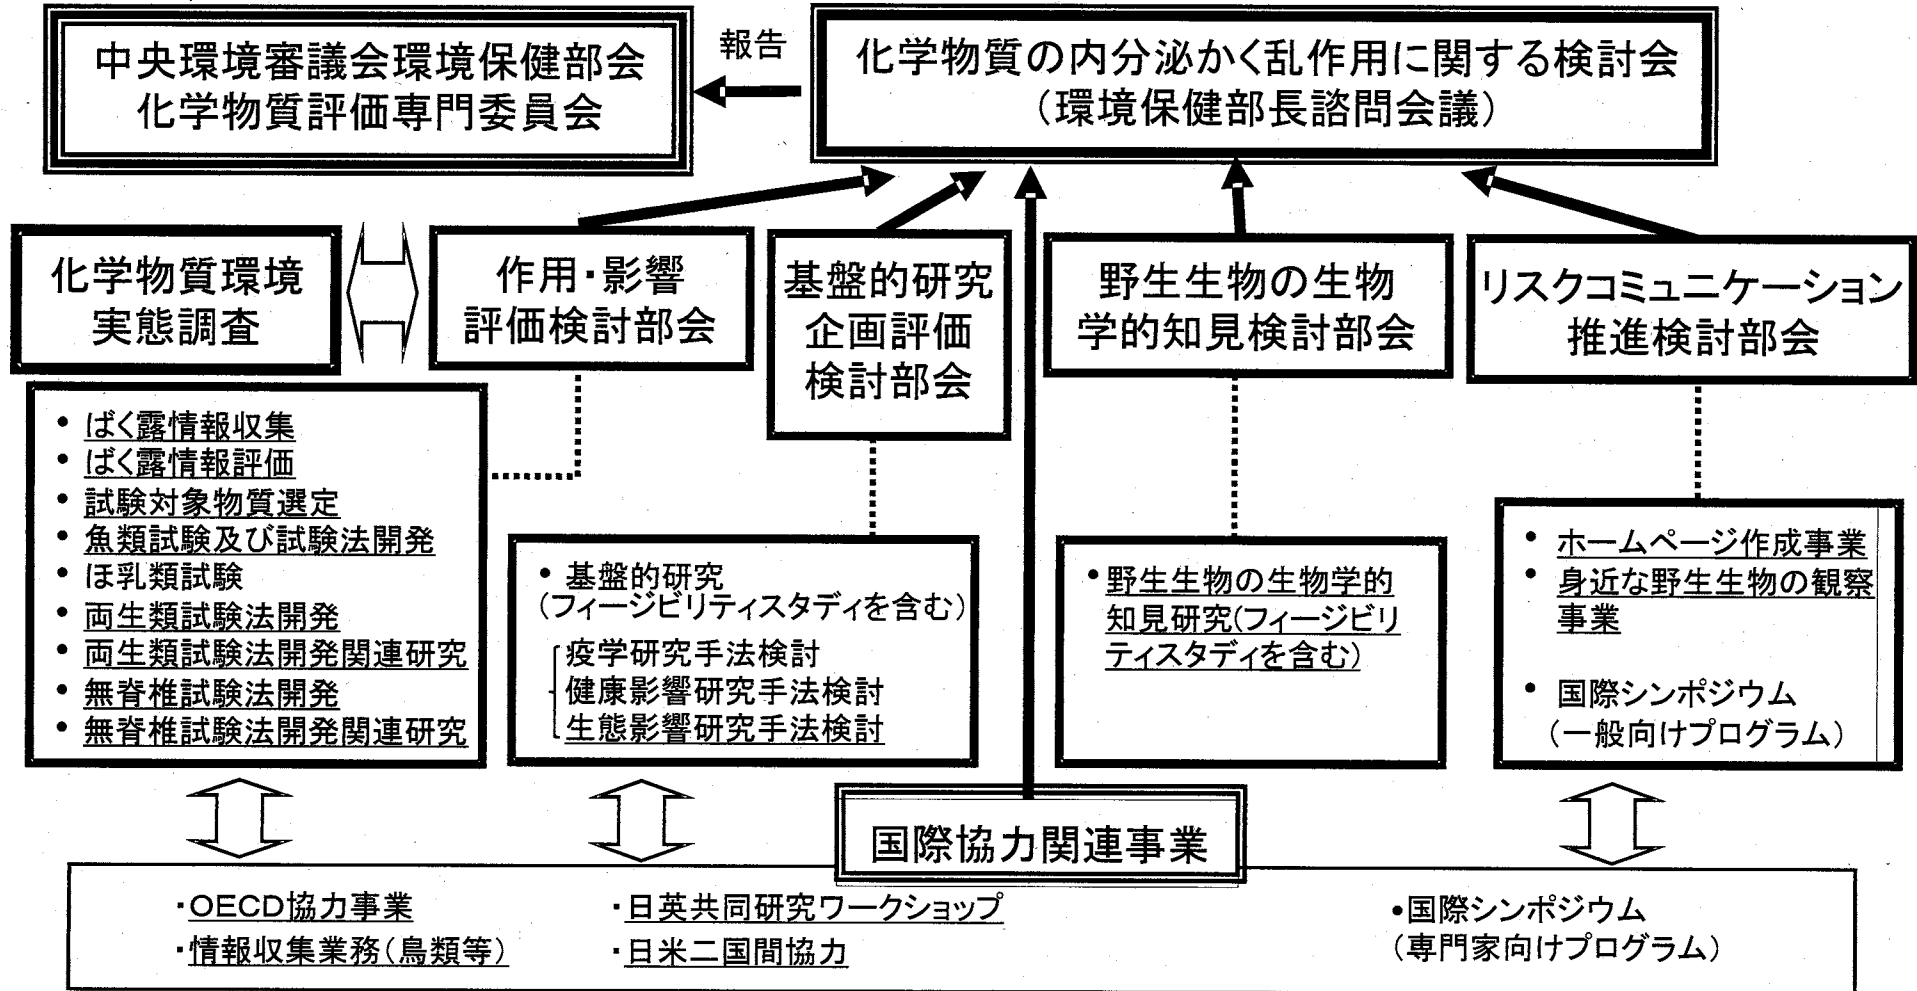 中央環境審議会環境保健部会
化学物質評価専門委員会
報告
化学物質の内分泌かく乱作用に関する検討会
（環境保健部長諮問会議）
化学物質環境
実態調査
作用・影響
評価検討部会
基盤的研究
企画評価
検討部会
野生生物の生物
学的知見検討部会
リスクコミュニケーション
推進検討部会
• ばく露情報収集
• ばく露情報評価
• 試験対象物質選定
• 魚類試験及び試験法開発
• ほ乳類試験
• 両生類試験法開発
• 両生類試験法開発関連研究
• 無脊椎試験法開発
• 無脊椎試験法開発関連研究
• 基盤的研究
（フィージビリティスタディを含む）
疫学研究手法検討
健康影響研究手法検討
生態影響研究手法検討
• 野生生物の生物学的
知見研究（フィージビリ
ティスタディを含む）
• ホームページ作成事業
• 身近な野生生物の観察
事業
• 国際シンポジウム
（一般向けプログラム）
国際協力関連事業
・OECD協力事業
・情報収集業務（鳥類等）
・日英共同研究ワークショップ
・日米二国間協力
•国際シンポジウム
（専門家向けプログラム）